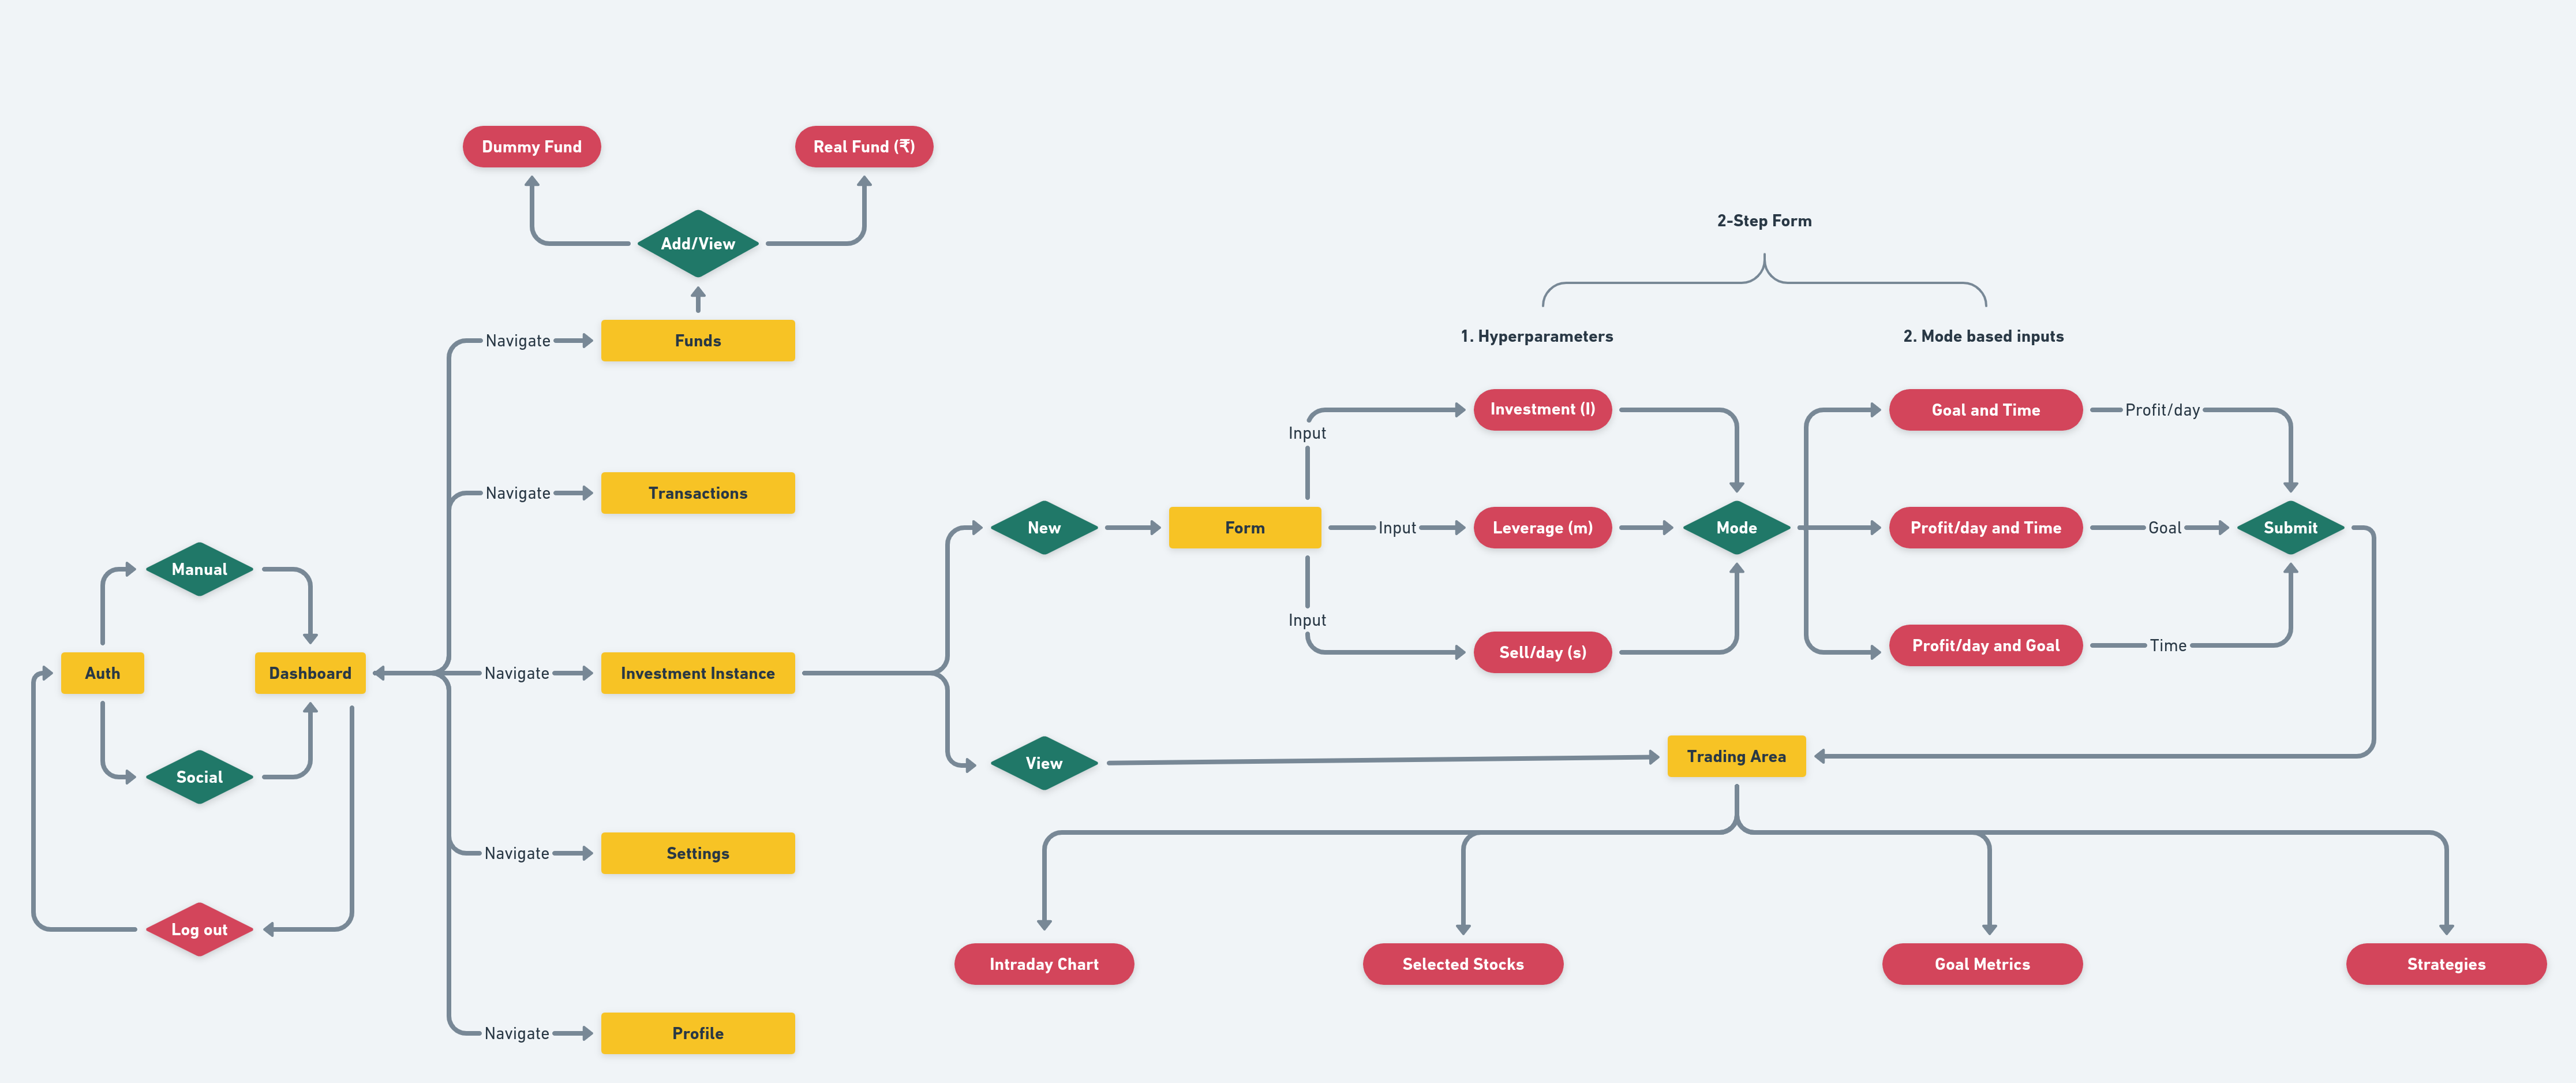 Dummy Fund
Real Fund (₹)
Add/View
2-Step Form
Navigate
Funds
1. Hyperparameters
2. Mode based inputs
Investment (I)
Goal and Time
Profit/day
Input
Navigate
Transactions
New
Form
Input
Leverage (m)
Mode
Profit/day and Time
Goal
Submit
Manual
Input
Sell/day (s)
Profit/day and Goal
Time
Auth
Dashboard
Navigate
Investment Instance
View
Trading Area
Social
Navigate
Settings
Log out
Intraday Chart
Selected Stocks
Goal Metrics
Strategies
Navigate
Profile